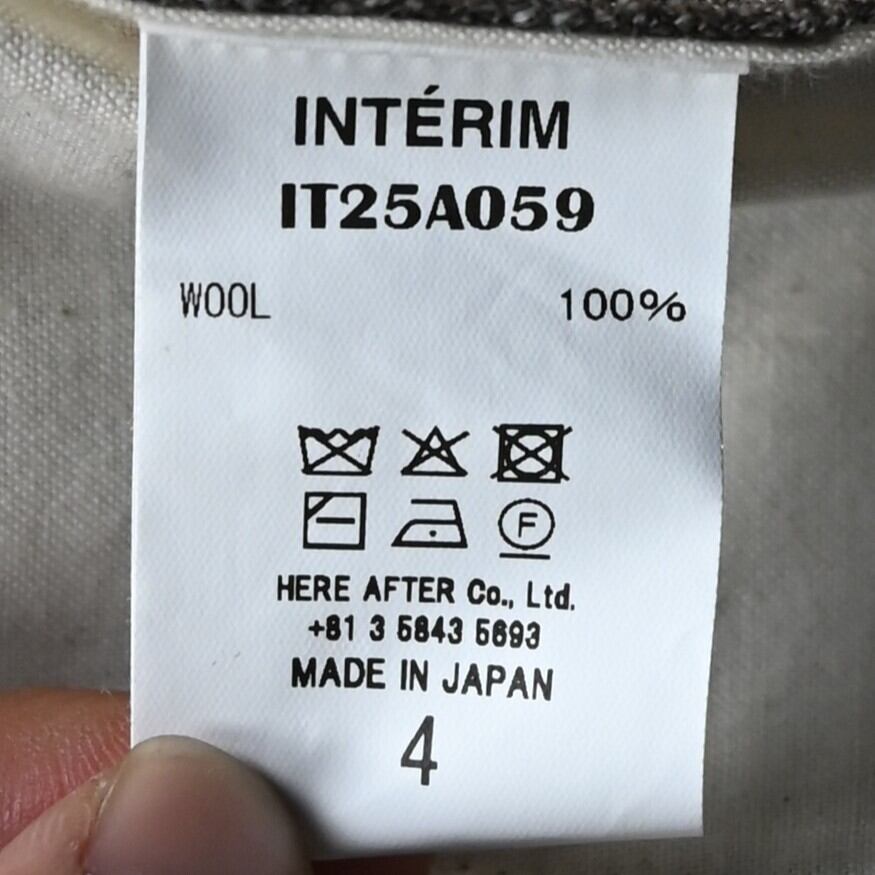 INTÉRIM
IT25A059
WOOL 100%
F
HERE AFTER Co., Ltd.
+81 3 5843 5693
MADE IN JAPAN
4